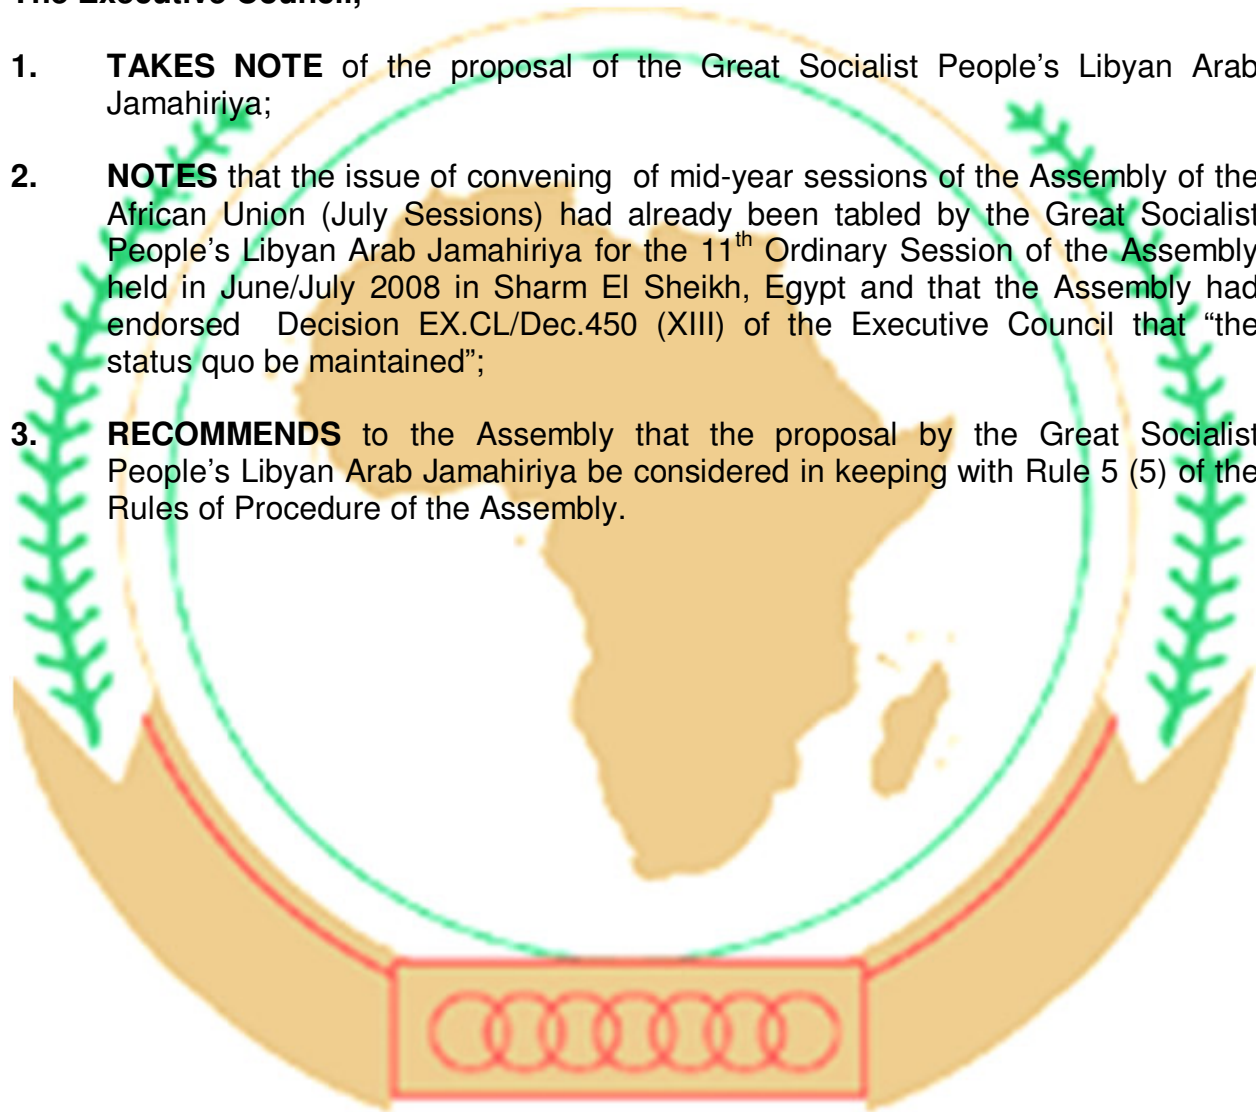 The Executive Council,
1. TAKES NOTE of the proposal of the Great Socialist People’s Libyan Arab
Jamahiriya;
2. NOTES that the issue of convening of mid-year sessions of the Assembly of the
African Union (July Sessions) had already been tabled by the Great Socialist
People’s Libyan Arab Jamahiriya for the 11th Ordinary Session of the Assembly
held in June/July 2008 in Sharm El Sheikh, Egypt and that the Assembly had
endorsed Decision EX.CL/Dec.450 (XIII) of the Executive Council that “the
status quo be maintained”;
3. RECOMMENDS to the Assembly that the proposal by the Great Socialist
People’s Libyan Arab Jamahiriya be considered in keeping with Rule 5 (5) of the
Rules of Procedure of the Assembly.